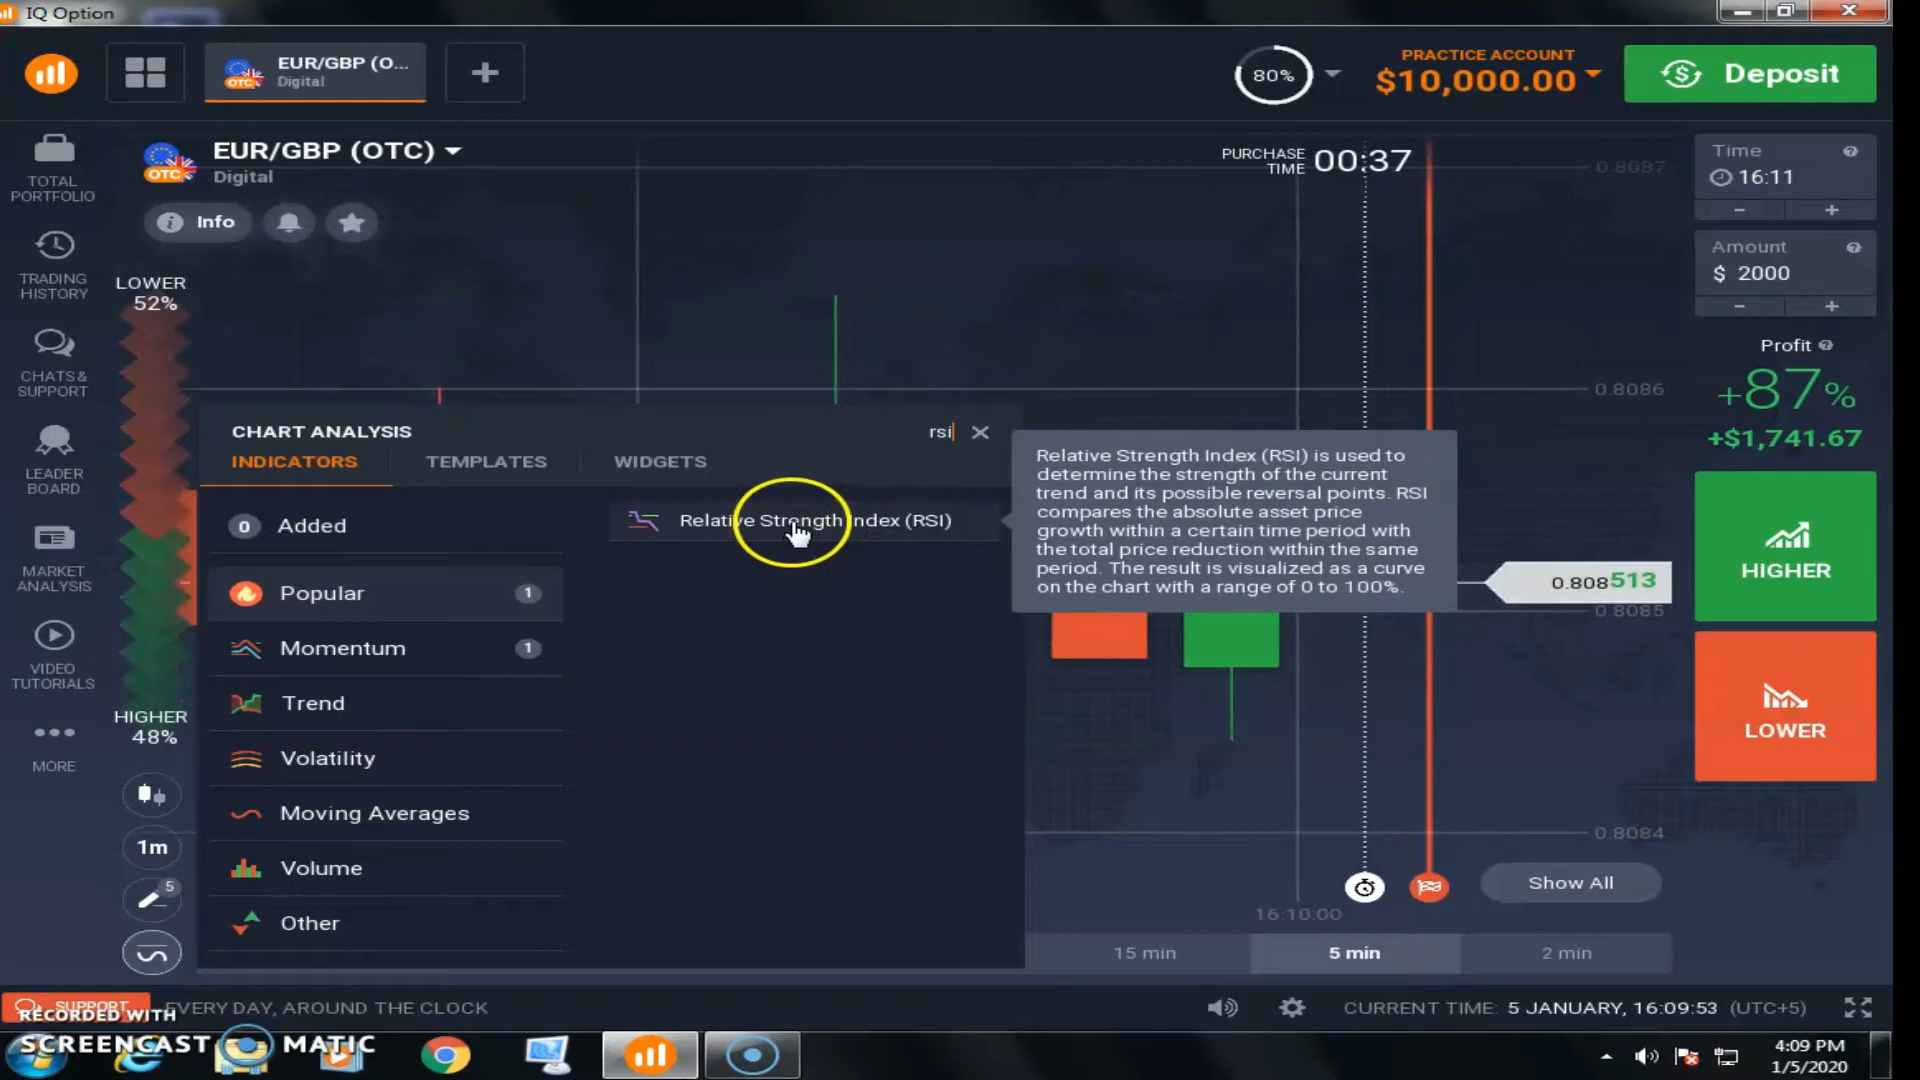 IQ Option
EUR/GBP (O...
Digital
80%
PRACTICE ACCOUNT
$10,000.00
Deposit
TOTAL
PORTFOLIO
TRADING
HISTORY
CHATS &
SUPPORT
LEADER
BOARD
MARKET
ANALYSIS
VIDEO
TUTORIALS
MORE
EUR/GBP (OTC)
OTC
Digital
Info
LOWER
52%
HIGHER
48%
1m
5
PURCHASE
TIME
00:37
0.8087
0.8086
0.8085
0.8084
0.808513
CHART ANALYSIS
rsi
INDICATORS
TEMPLATES
WIDGETS
0 Added
Popular 1
Momentum 1
Trend
Volatility
Moving Averages
Volume
Other
Relative Strength Index (RSI)
Relative Strength Index (RSI) is used to
determine the strength of the current
trend and its possible reversal points. RSI
compares the absolute asset price
growth within a certain time period with
the total price reduction within the same
period. The result is visualized as a curve
on the chart with a range of 0 to 100%.
Time
16:11
Amount
$ 2000
Profit
+87%
+$1,741.67
HIGHER
LOWER
Show All
16:10:00
15 min
5 min
2 min
SUPPORT
EVERY DAY, AROUND THE CLOCK
CURRENT TIME: 5 JANUARY, 16:09:53 (UTC+5)
RECORDED WITH
SCREENCAST MATIC
4:09 PM
1/5/2020